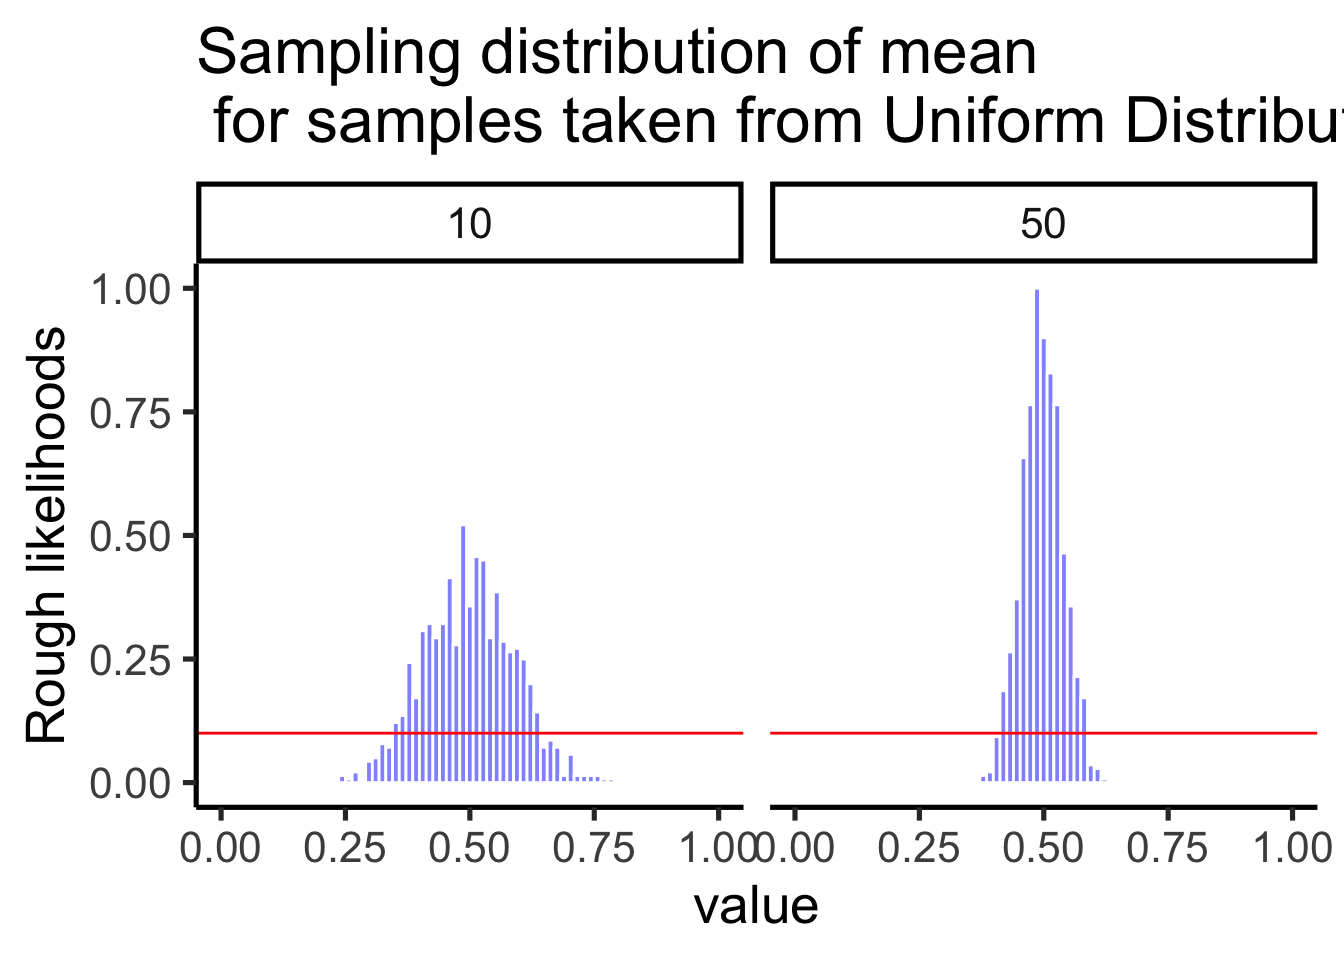 Sampling distribution of mean
for samples taken from Uniform Distribut
10 50
1.00
0.75
0.50
0.25
0.00
Rough likelihoods
0.00 0.25 0.50 0.75 1.00 0.00 0.25 0.50 0.75 1.00
value